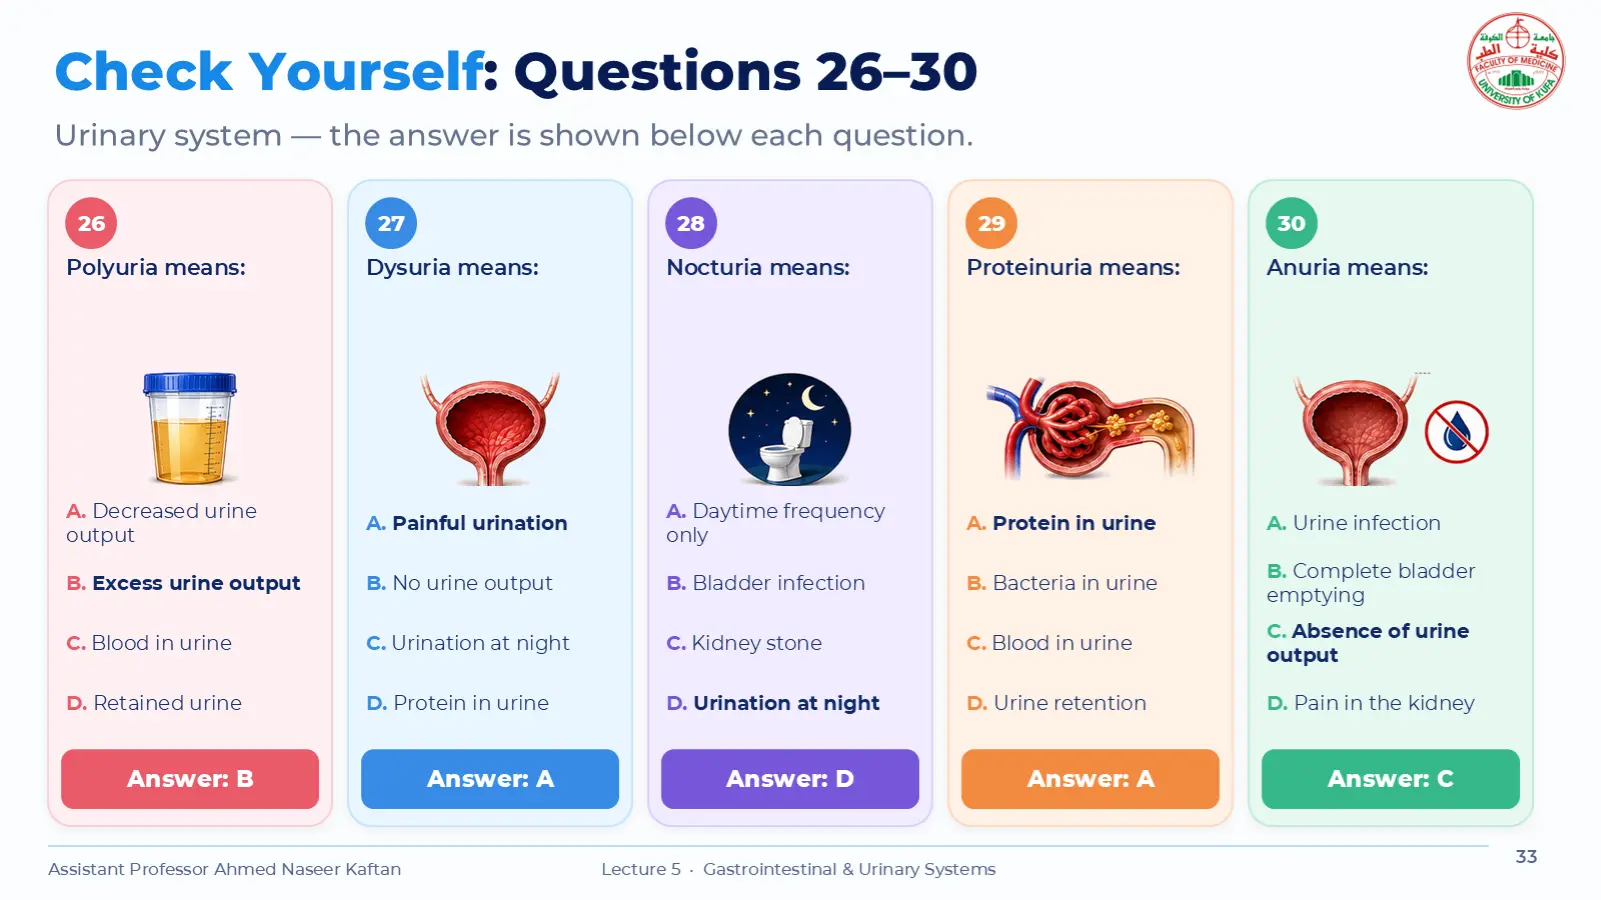 Check Yourself: Questions 26–30
Urinary system — the answer is shown below each question.
جامعة الكوفة
كلية الطب
FACULTY OF MEDICINE
UNIVERSITY OF KUFA
26
Polyuria means:
A. Decreased urine
output
B. Excess urine output
C. Blood in urine
D. Retained urine
Answer: B
27
Dysuria means:
A. Painful urination
B. No urine output
C. Urination at night
D. Protein in urine
Answer: A
28
Nocturia means:
A. Daytime frequency
only
B. Bladder infection
C. Kidney stone
D. Urination at night
Answer: D
29
Proteinuria means:
A. Protein in urine
B. Bacteria in urine
C. Blood in urine
D. Urine retention
Answer: A
30
Anuria means:
A. Urine infection
B. Complete bladder
emptying
C. Absence of urine
output
D. Pain in the kidney
Answer: C
Assistant Professor Ahmed Naseer Kaftan
Lecture 5 · Gastrointestinal & Urinary Systems
33